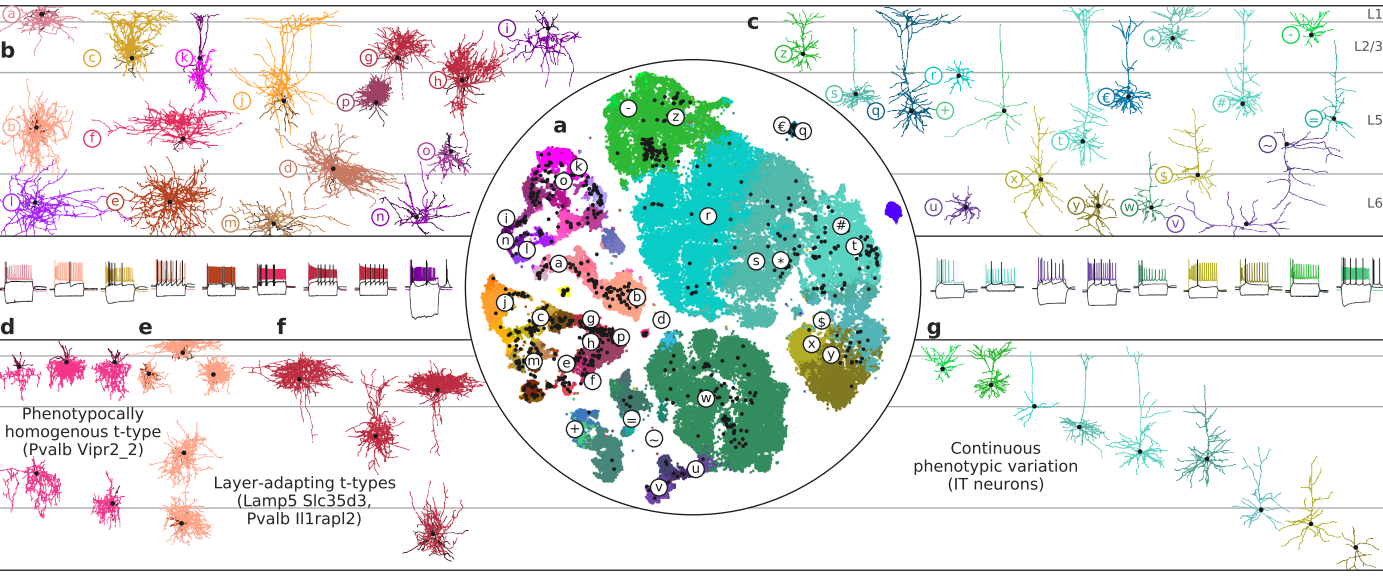 a
b
c
k
i
g
h
j
p
b
f
d
o
l
e
m
n
c
L1
L2/3
L5
L6
z
*
-
s
q
r
+
€
#
=
t
~
x
y
w
$
u
v
a
-
z
€ q
k
o
i
n
l
r
#
t
s
*
a
b
j
c
g
d
h
p
m
e
f
$
x
y
w
+
=
~
u
v
d
e
f
g
Phenotypocally
homogenous t-type
(Pvalb Vipr2_2)
Layer-adapting t-types
(Lamp5 Slc35d3,
Pvalb Il1rapl2)
Continuous
phenotypic variation
(IT neurons)